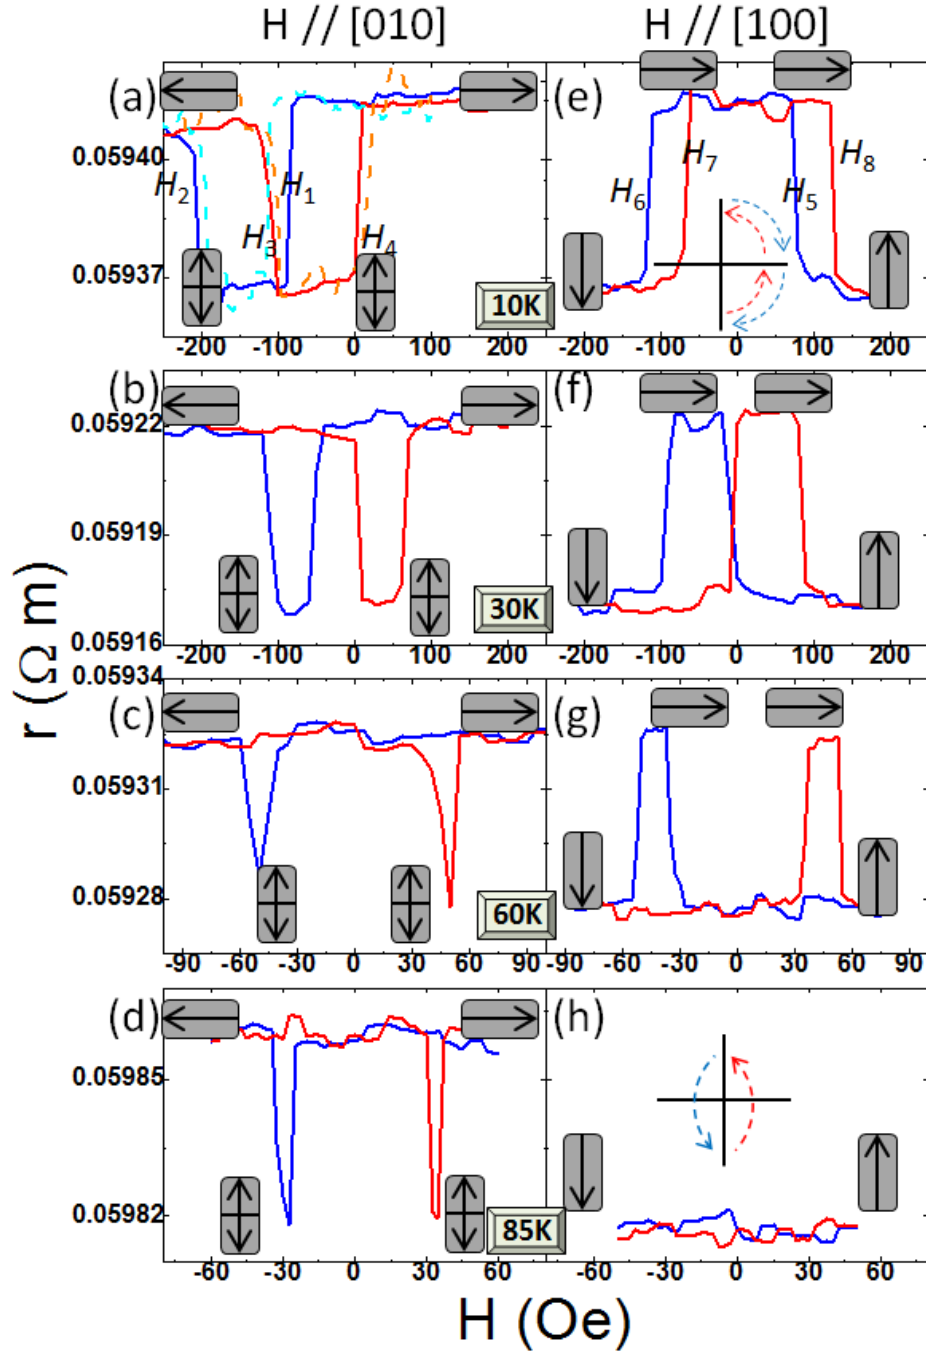 H // [010] H // [100]
(a) (e)
0.05940
0.05937
H2 H3 H1 H4
H6 H7 H5 H8
10K
-200 -100 0 100 200
-200 -100 0 100 200
(b) (f)
0.05922
0.05919
0.05916
30K
-200 -100 0 100 200
-200 -100 0 100 200
(c) (g)
0.05934
0.05931
0.05928
60K
-90 -60 -30 0 30 60 90
-90 -60 -30 0 30 60 90
(d) (h)
0.05985
0.05982
85K
-60 -30 0 30 60
-60 -30 0 30 60
r (Ω m)
H (Oe)